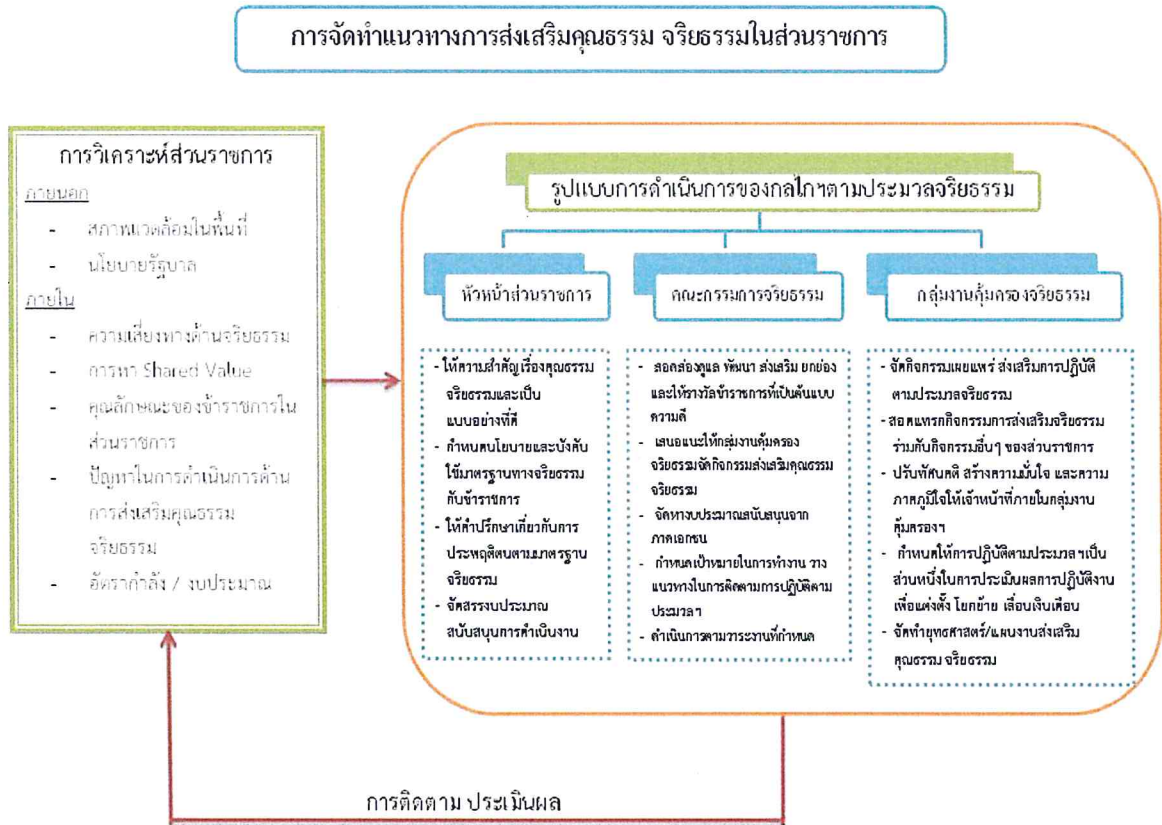 การจัดทำแนวทางการส่งเสริมคุณธรรม จริยธรรมในส่วนราชการ
การวิเคราะห์ส่วนราชการ
ภายนอก
- สภาพแวดล้อมในพื้นที่
- นโยบายรัฐบาล
ภายใน
- ความเสี่ยงทางด้านจริยธรรม
- การหา Shared Value
- คุณลักษณะของข้าราชการใน
ส่วนราชการ
- ปัญหาในการดำเนินการด้าน
การส่งเสริมคุณธรรม
จริยธรรม
- อัตรากำลัง / งบประมาณ
รูปแบบการดำเนินการของกลไกฯตามประมวลจริยธรรม
หัวหน้าส่วนราชการ
- ให้ความสำคัญเรื่องคุณธรรม
จริยธรรมและเป็น
แบบอย่างที่ดี
- กำหนดนโยบายและบังคับ
ใช้มาตรฐานทางจริยธรรม
กับข้าราชการ
- ให้คำปรึกษาเกี่ยวกับการ
ประพฤติตนตามมาตรฐาน
จริยธรรม
- จัดสรรงบประมาณ
สนับสนุนการดำเนินงาน
คณะกรรมการจริยธรรม
- สอดส่องดูแล พัฒนา ส่งเสริม ยกย่อง
และให้รางวัลข้าราชการที่เป็นต้นแบบ
ความดี
- เสนอแนะให้กลุ่มงานคุ้มครอง
จริยธรรมจัดกิจกรรมส่งเสริมคุณธรรม
จริยธรรม
- จัดหางบประมาณสนับสนุนจาก
ภาคเอกชน
- กำหนดเป้าหมายในการทำงาน วาง
แนวทางในการติดตามการปฏิบัติตาม
ประมวลฯ
- ดำเนินการตามวาระงานที่กำหนด
กลุ่มงานคุ้มครองจริยธรรม
- จัดกิจกรรมเผยแพร่ ส่งเสริมการปฏิบัติ
ตามประมวลจริยธรรม
- สอดแทรกกิจกรรมการส่งเสริมจริยธรรม
ร่วมกับกิจกรรมอื่นๆ ของส่วนราชการ
- ปรับทัศนคติ สร้างความมั่นใจ และความ
ภาคภูมิใจให้เจ้าหน้าที่ภายในกลุ่มงาน
คุ้มครองฯ
- กำหนดให้การปฏิบัติตามประมวลฯเป็น
ส่วนหนึ่งในการประเมินผลการปฏิบัติงาน
เพื่อแต่งตั้ง โยกย้าย เลื่อนเงินเดือน
- จัดทำยุทธศาสตร์/แผนงานส่งเสริม
คุณธรรม จริยธรรม
การติดตาม ประเมินผล